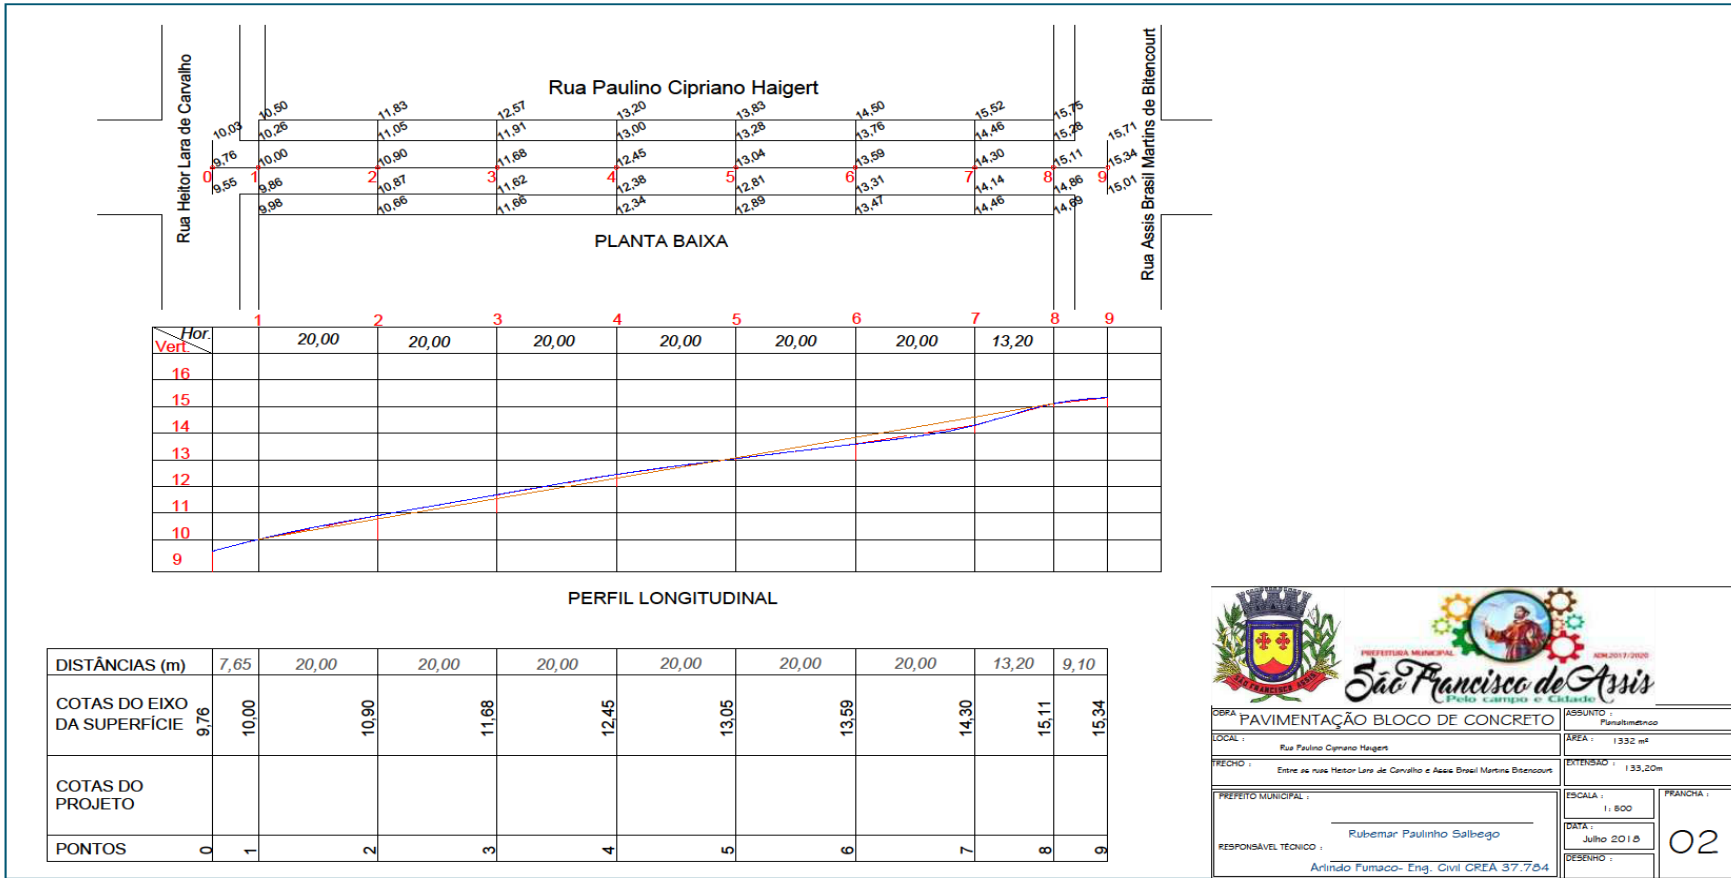 Rua Heitor Lara de Carvalho
Rua Paulino Cipriano Haigert
Rua Assis Brasil Martins de Bitencourt
10,50 11,83 12,57 13,20 13,83 14,50 15,52 15,75
10,03 10,26 11,05 11,91 13,00 13,28 13,76 14,46 15,28 15,71
9,76 10,00 10,90 11,68 12,45 13,04 13,59 14,30 15,11 15,34
0 1 2 3 4 5 6 7 8 9
9,55 9,86 10,87 11,62 12,38 12,81 13,31 14,14 14,86 15,01
9,98 10,66 11,66 12,34 12,89 13,47 14,46 14,69
PLANTA BAIXA
1 2 3 4 5 6 7 8 9
Hor. 20,00 20,00 20,00 20,00 20,00 20,00 13,20
Vert.
16
15
14
13
12
11
10
9
PERFIL LONGITUDINAL
DISTÂNCIAS (m) 7,65 20,00 20,00 20,00 20,00 20,00 20,00 13,20 9,10
COTAS DO EIXO
DA SUPERFÍCIE 9,76 10,00 10,90 11,68 12,45 13,05 13,59 14,30 15,11 15,34
COTAS DO
PROJETO
PONTOS 0 1 2 3 4 5 6 7 8 9
SÃO FRANCISCO ASSIS
PREFEITURA MUNICIPAL ADM.2017/2020
São Francisco de Assis
Pelo campo e Cidade
OBRA : PAVIMENTAÇÃO BLOCO DE CONCRETO
ASSUNTO :
Planaltimétrico
LOCAL : Rua Paulino Cipriano Haigert
ÁREA : 1332 m²
TRECHO : Entre as ruas Heitor Lara de Carvalho e Assis Brasil Martins Bitencourt
EXTENSÃO : 133,20m
PREFEITO MUNICIPAL :
Rubemar Paulinho Salbego
RESPONSÁVEL TÉCNICO :
Arlindo Fumaco- Eng. Civil CREA 37.784
ESCALA :
1: 500
DATA :
Julho 2018
DESENHO :
PRANCHA :
02